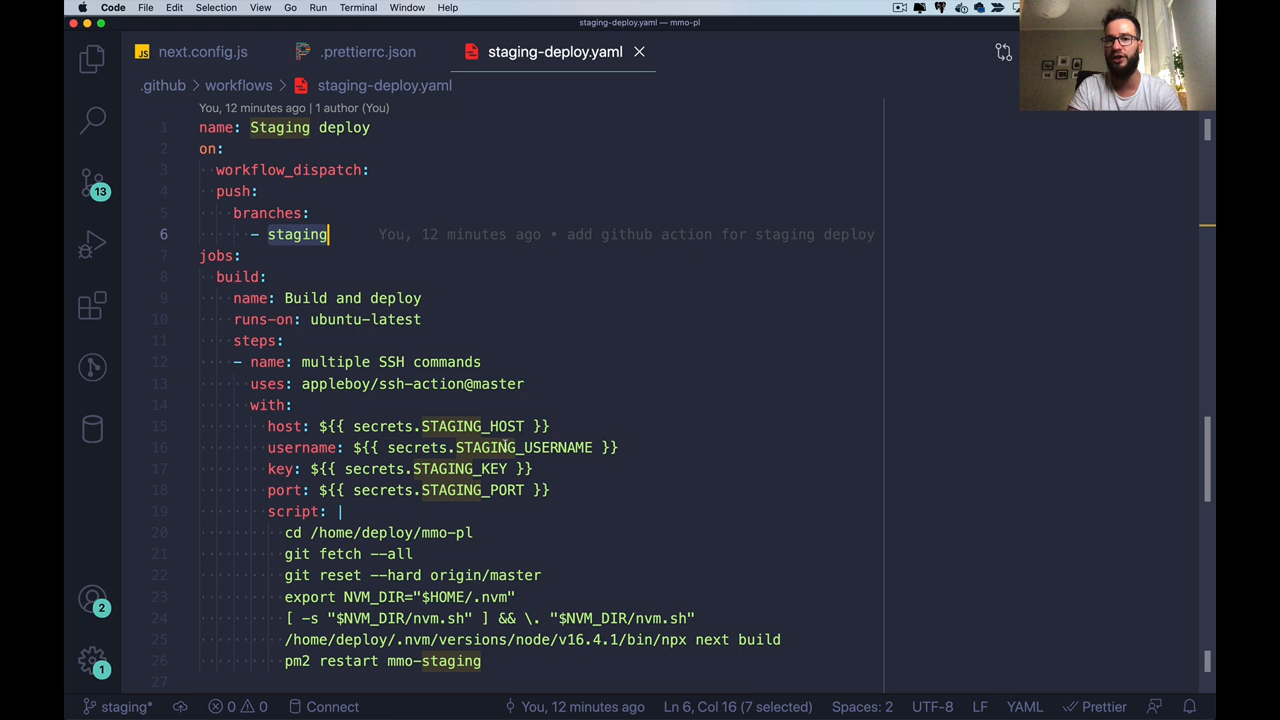 Code File Edit Selection View Go Run Terminal Window Help
staging-deploy.yaml — mmo-pl
JS next.config.js .prettierrc.json staging-deploy.yaml
.github workflows staging-deploy.yaml
You, 12 minutes ago | 1 author (You)
1 name: Staging deploy
2 on:
3 workflow_dispatch:
4 push:
5 branches:
6 - staging You, 12 minutes ago • add github action for staging deploy
7 jobs:
8 build:
9 name: Build and deploy
10 runs-on: ubuntu-latest
11 steps:
12 - name: multiple SSH commands
13 uses: appleboy/ssh-action@master
14 with:
15 host: ${{ secrets.STAGING_HOST }}
16 username: ${{ secrets.STAGING_USERNAME }}
17 key: ${{ secrets.STAGING_KEY }}
18 port: ${{ secrets.STAGING_PORT }}
19 script: |
20 cd /home/deploy/mmo-pl
21 git fetch --all
22 git reset --hard origin/master
23 export NVM_DIR="$HOME/.nvm"
24 [ -s "$NVM_DIR/nvm.sh" ] && \. "$NVM_DIR/nvm.sh"
25 /home/deploy/.nvm/versions/node/v16.4.1/bin/npx next build
26 pm2 restart mmo-staging
27
13
2
1
staging* 0 0 Connect You, 12 minutes ago Ln 6, Col 16 (7 selected) Spaces: 2 UTF-8 LF YAML Prettier